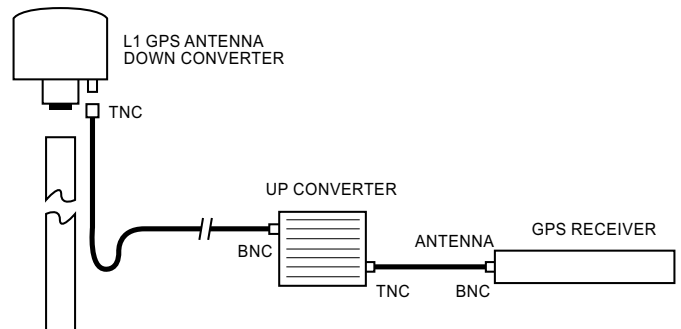 L1 GPS ANTENNA
DOWN CONVERTER
TNC
UP CONVERTER
BNC
ANTENNA
GPS RECEIVER
TNC
BNC